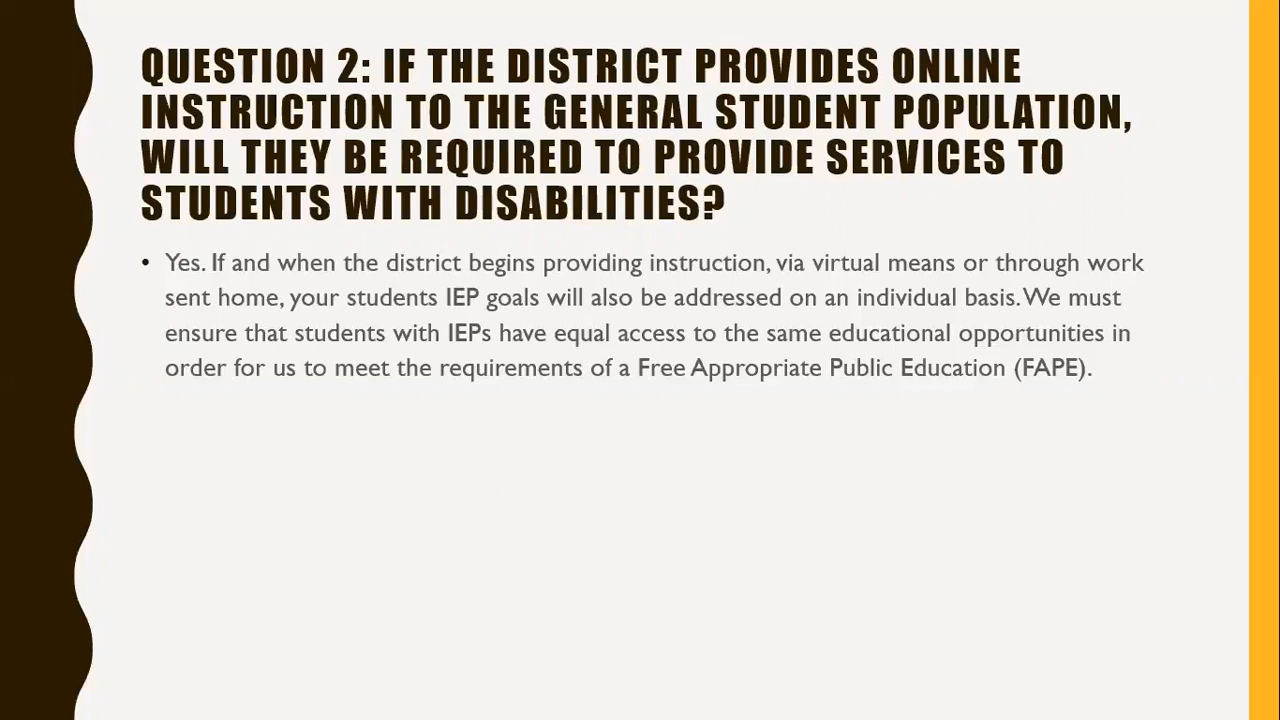 QUESTION 2: IF THE DISTRICT PROVIDES ONLINE
INSTRUCTION TO THE GENERAL STUDENT POPULATION,
WILL THEY BE REQUIRED TO PROVIDE SERVICES TO
STUDENTS WITH DISABILITIES?
• Yes. If and when the district begins providing instruction, via virtual means or through work
sent home, your students IEP goals will also be addressed on an individual basis. We must
ensure that students with IEPs have equal access to the same educational opportunities in
order for us to meet the requirements of a Free Appropriate Public Education (FAPE).